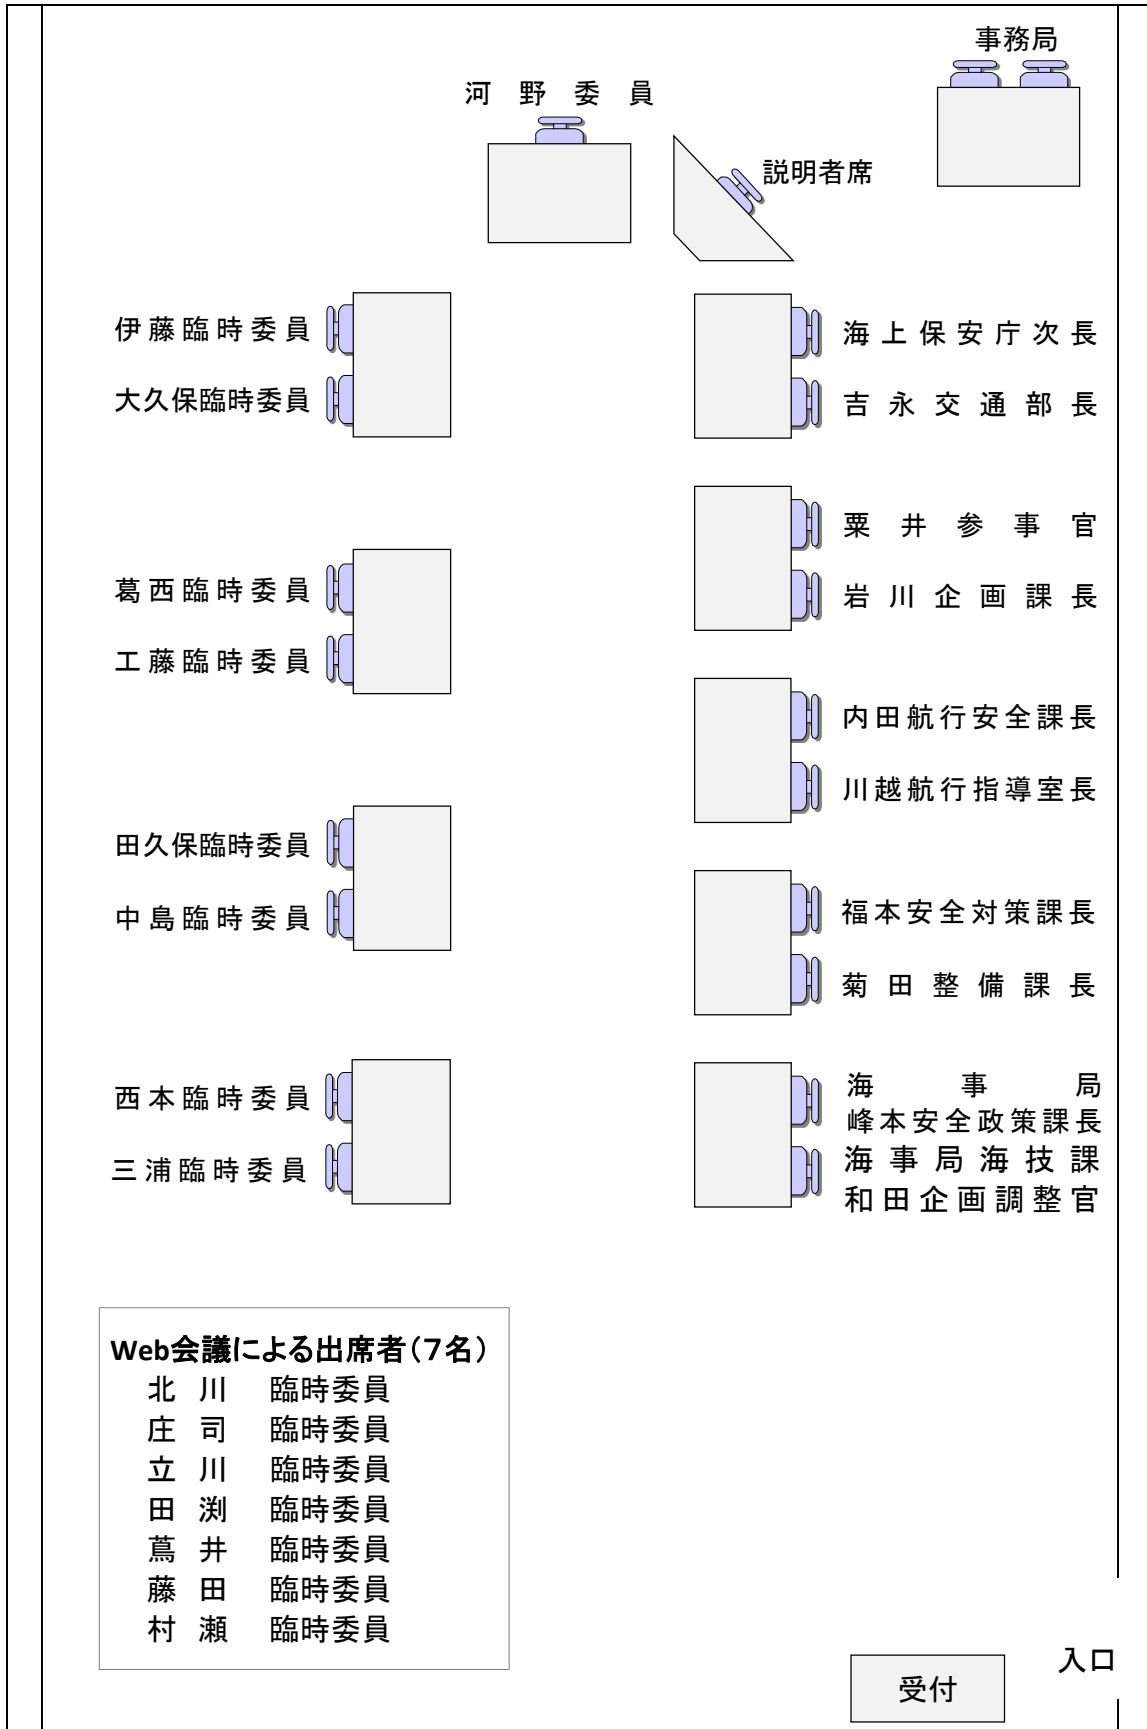 事務局
河野委員
説明者席
伊藤臨時委員
大久保臨時委員
葛西臨時委員
工藤臨時委員
田久保臨時委員
中島臨時委員
西本臨時委員
三浦臨時委員
海上保安庁次長
吉永交通部長
粟井参事官
岩川企画課長
内田航行安全課長
川越航行指導室長
福本安全対策課長
菊田整備課長
海事局
峰本安全政策課長
海事局海技課
和田企画調整官
Web会議による出席者（7名）
北川　臨時委員
庄司　臨時委員
立川　臨時委員
田渕　臨時委員
蔦井　臨時委員
藤田　臨時委員
村瀬　臨時委員
入口
受付